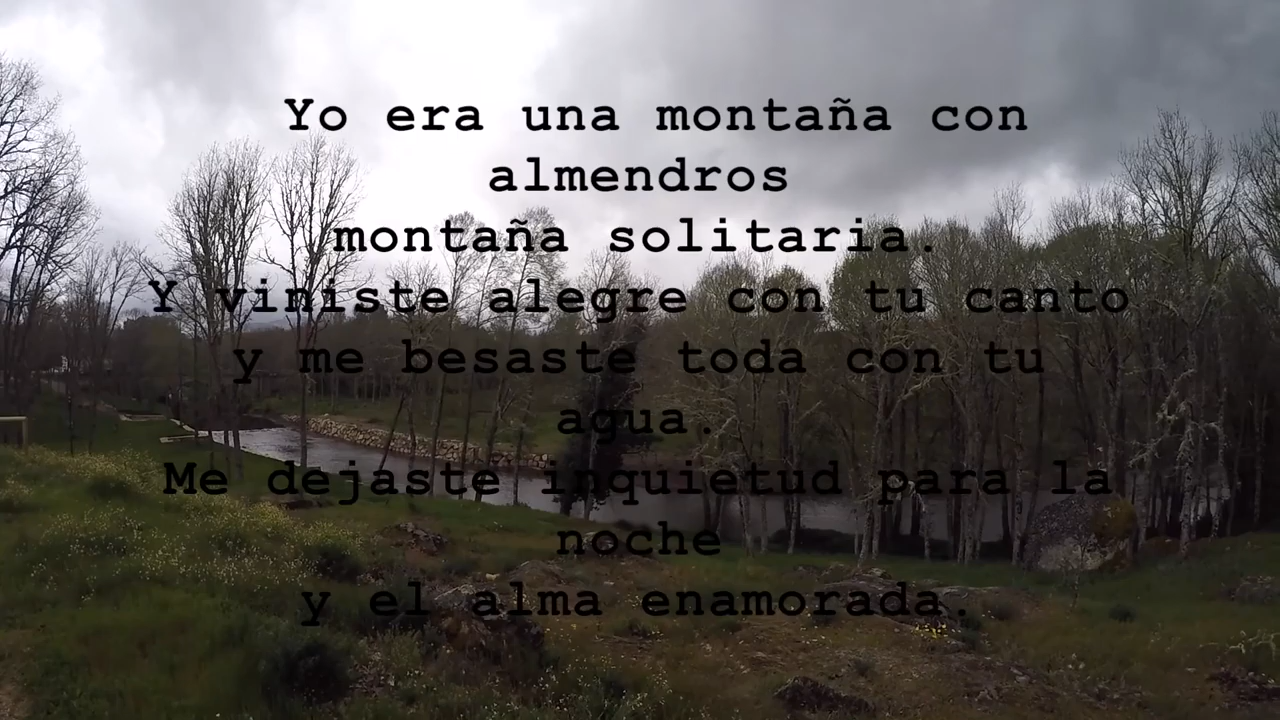 Yo era una montaña con
almendros
montaña solitaria.
Y viniste alegre con tu canto
y me besaste toda con tu
agua.
Me dejaste inquietud para la
noche
y el alma enamorada.